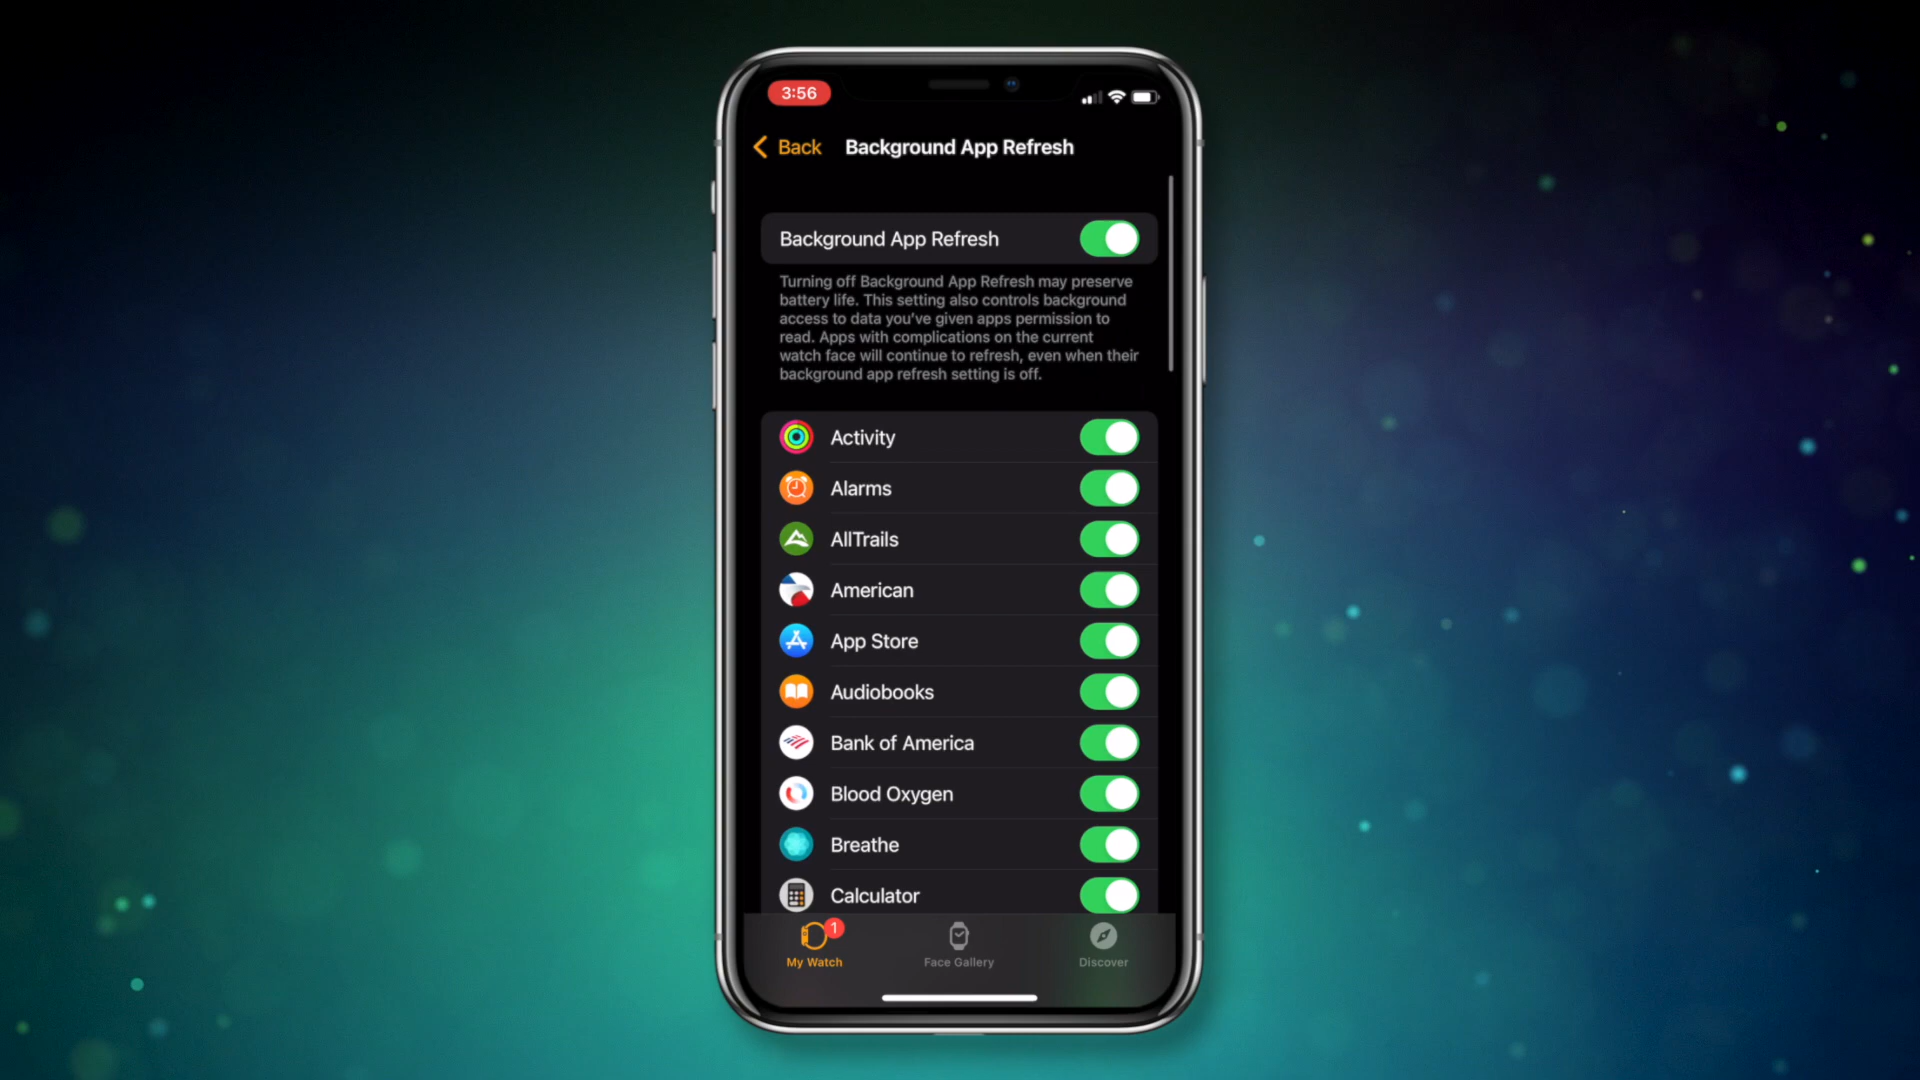 3:56
Back
Background App Refresh
Background App Refresh
Turning off Background App Refresh may preserve
battery life. This setting also controls background
access to data you've given apps permission to
read. Apps with complications on the current
watch face will continue to refresh, even when their
background app refresh setting is off.
Activity
Alarms
AllTrails
American
App Store
Audiobooks
Bank of America
Blood Oxygen
Breathe
Calculator
1
My Watch
Face Gallery
Discover